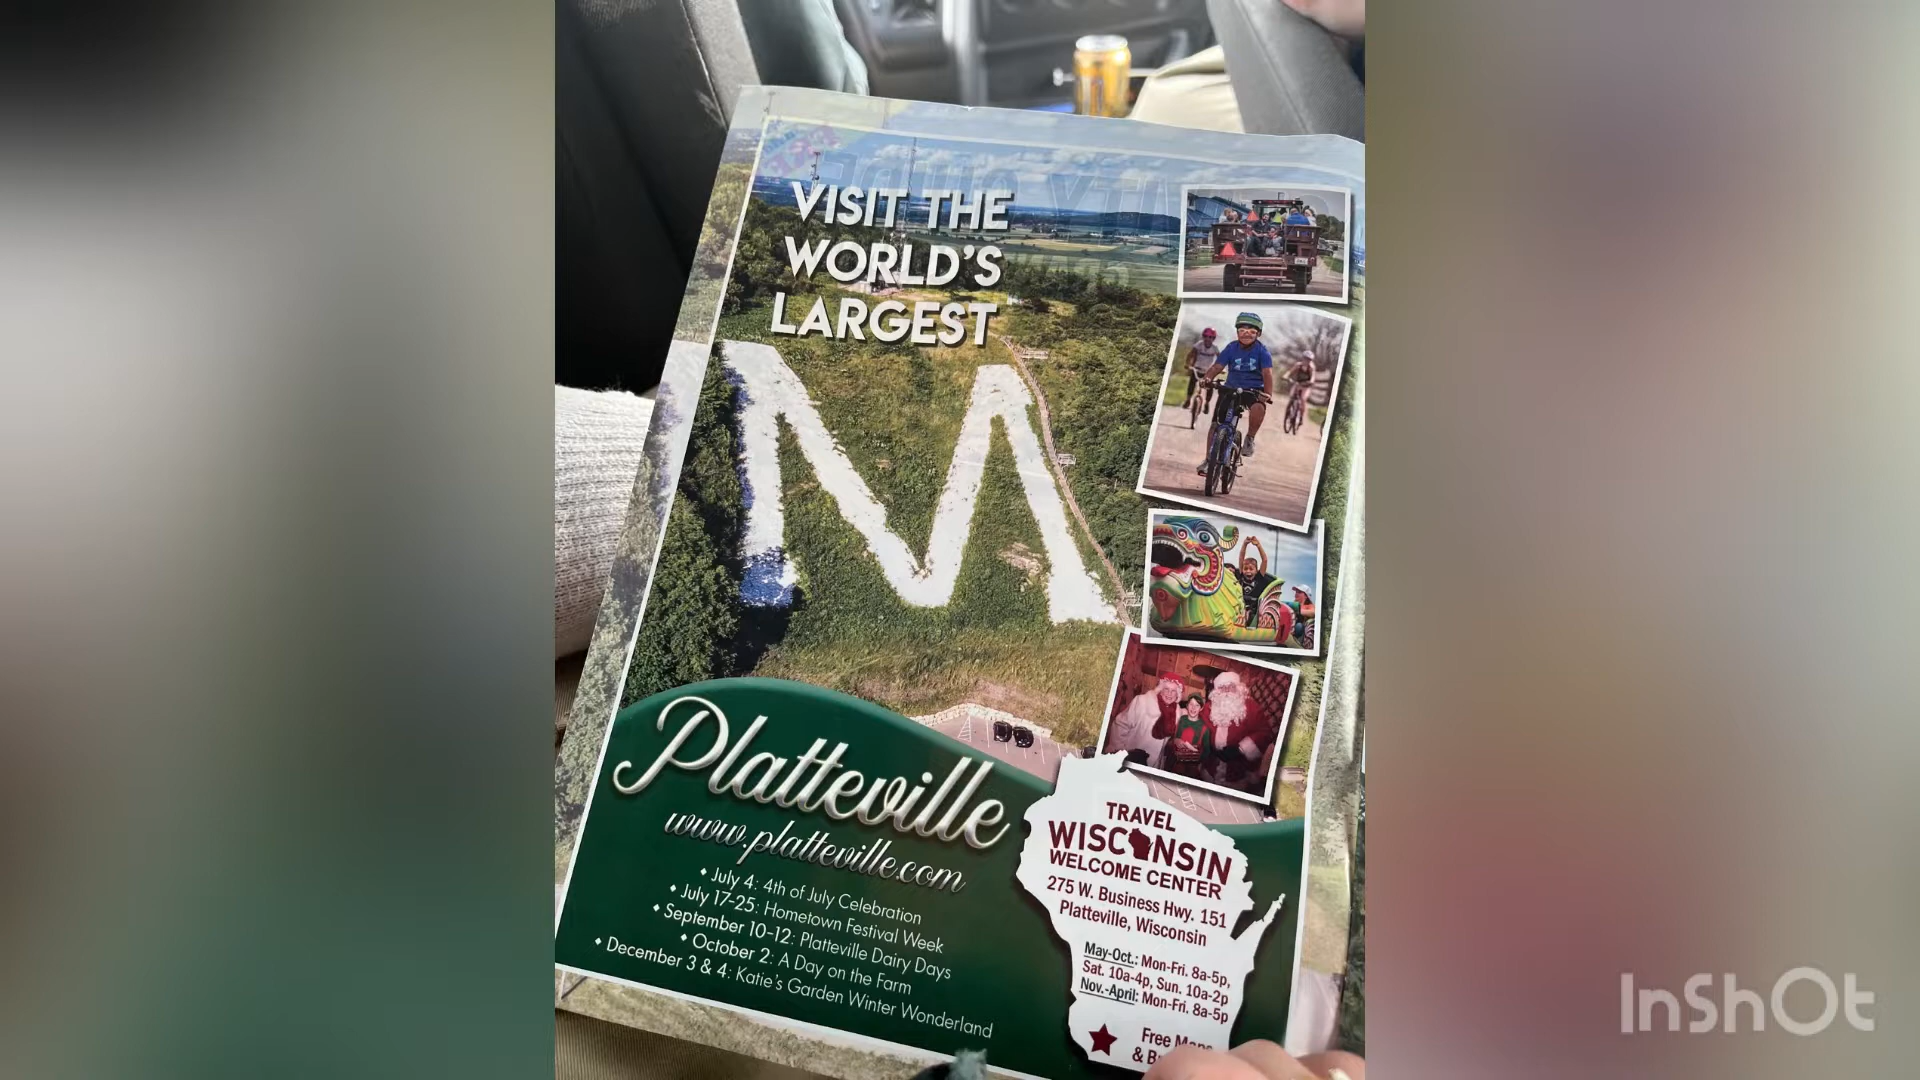 VISIT THE
WORLD'S
LARGEST
M
Platteville
www.platteville.com
• July 4: 4th of July Celebration
• July 17-25: Hometown Festival Week
• September 10-12: Platteville Dairy Days
• October 2: A Day on the Farm
• December 3 & 4: Katie's Garden Winter Wonderland
TRAVEL
WISCONSIN
WELCOME CENTER
275 W. Business Hwy. 151
Platteville, Wisconsin
May-Oct.: Mon-Fri. 8a-5p,
Sat. 10a-4p, Sun. 10a-2p
Nov.-April: Mon-Fri. 8a-5p
Free Maps
&
InShOt